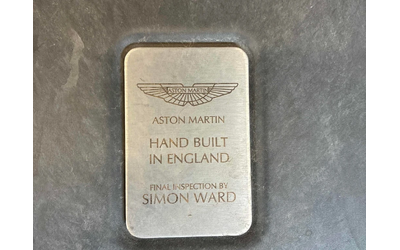 ASTON MARTIN
ASTON MARTIN
HAND BUILT
IN ENGLAND
FINAL INSPECTION BY
SIMON WARD